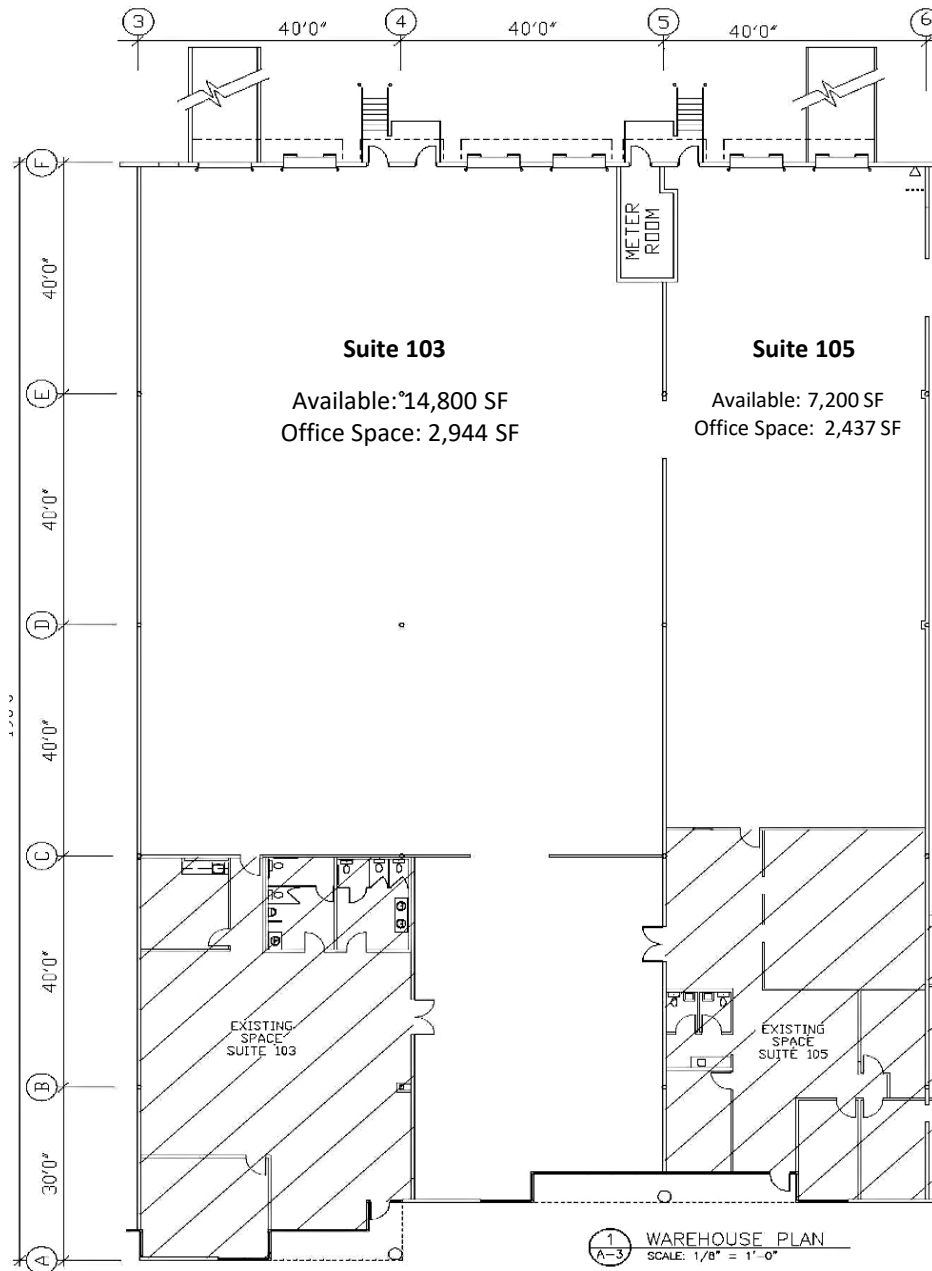 3
4
5
6
40'0"
40'0"
40'0"
F
E
D
C
B
A
40'0"
40'0"
40'0"
40'0"
30'0"
METER
ROOM
Suite 103
Available: 14,800 SF
Office Space: 2,944 SF
Suite 105
Available: 7,200 SF
Office Space: 2,437 SF
EXISTING
SPACE
SUITE 103
EXISTING
SPACE
SUITE 105
1
A-3
WAREHOUSE PLAN
SCALE: 1/8" = 1'-0"